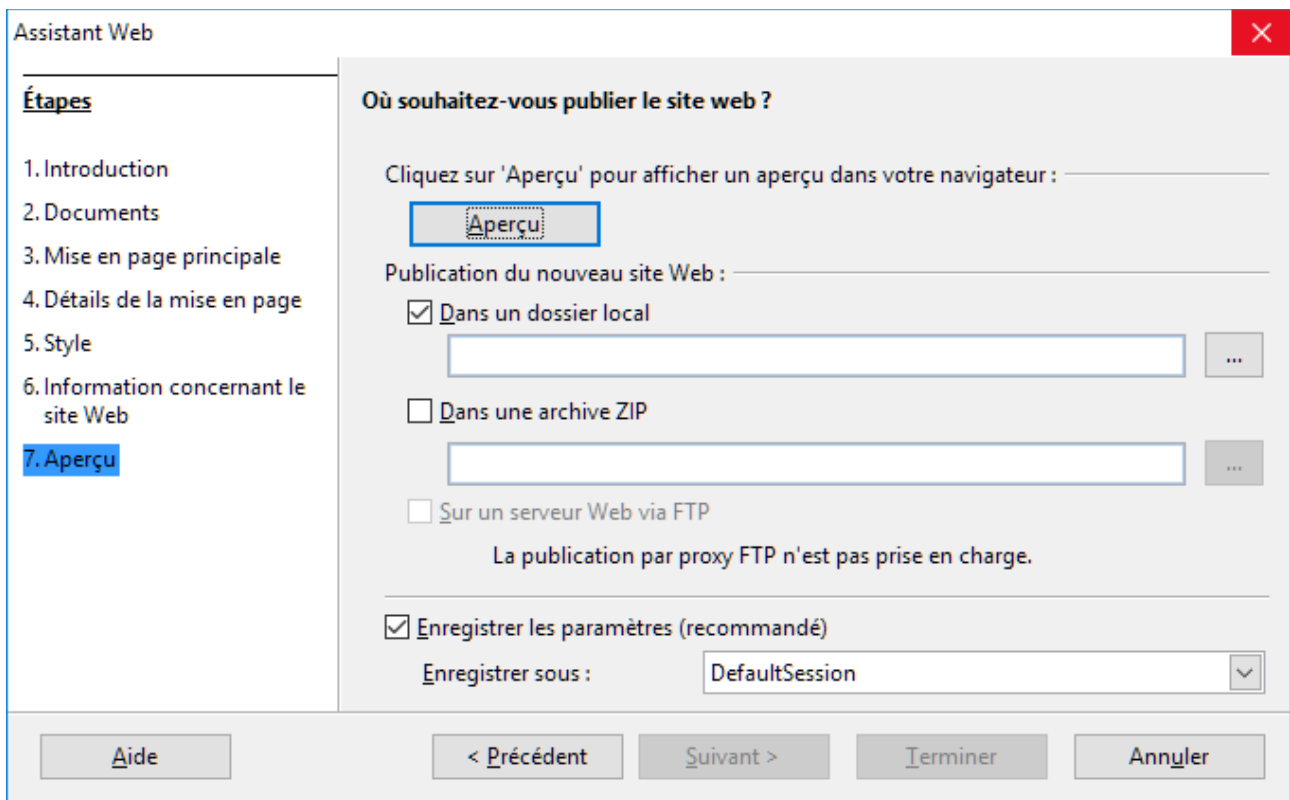 Assistant Web
Étapes
1. Introduction
2. Documents
3. Mise en page principale
4. Détails de la mise en page
5. Style
6. Information concernant le
site Web
7. Aperçu
Où souhaitez-vous publier le site web ?
Cliquez sur 'Aperçu' pour afficher un aperçu dans votre navigateur :
Aperçu
Publication du nouveau site Web :
Dans un dossier local
...
Dans une archive ZIP
...
Sur un serveur Web via FTP
La publication par proxy FTP n'est pas prise en charge.
Enregistrer les paramètres (recommandé)
Enregistrer sous : DefaultSession
Aide < Précédent Suivant > Terminer Annuler